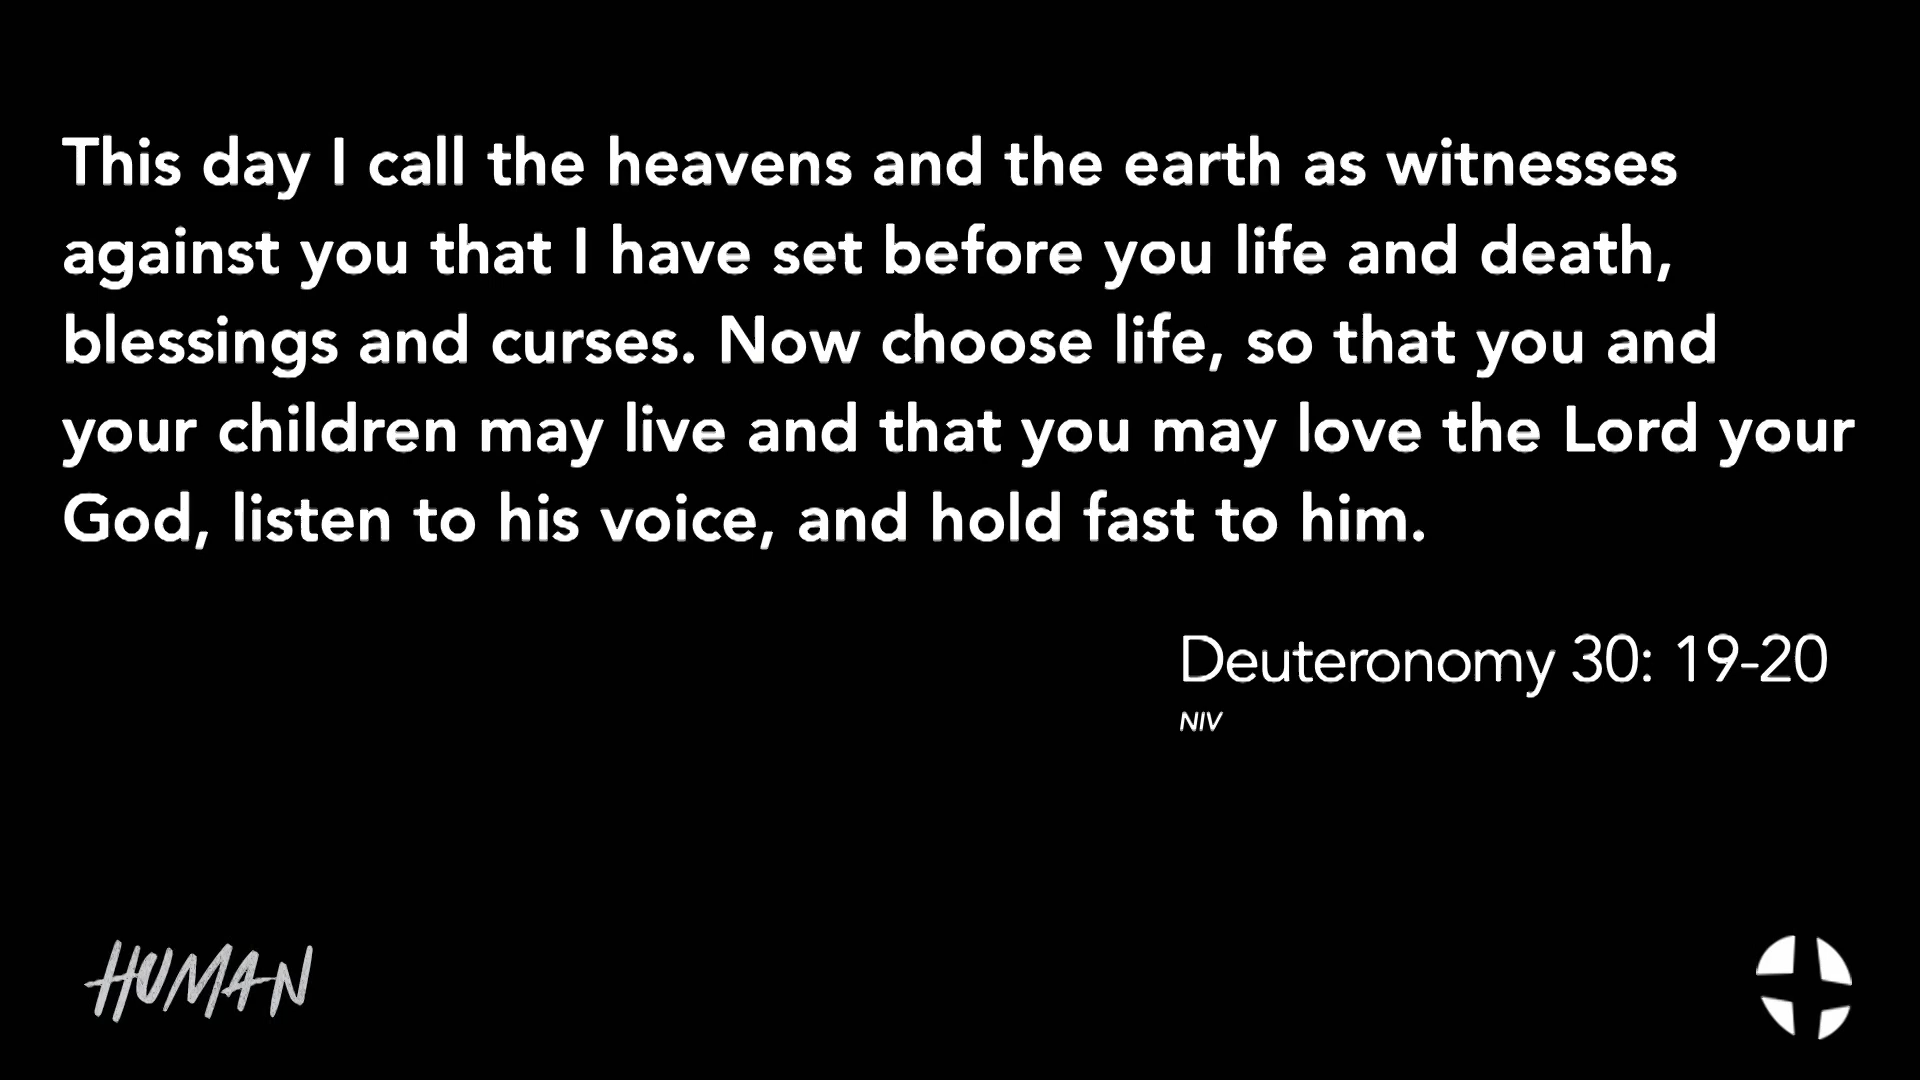 This day I call the heavens and the earth as witnesses
against you that I have set before you life and death,
blessings and curses. Now choose life, so that you and
your children may live and that you may love the Lord your
God, listen to his voice, and hold fast to him.
Deuteronomy 30: 19-20
NIV
HUMAN